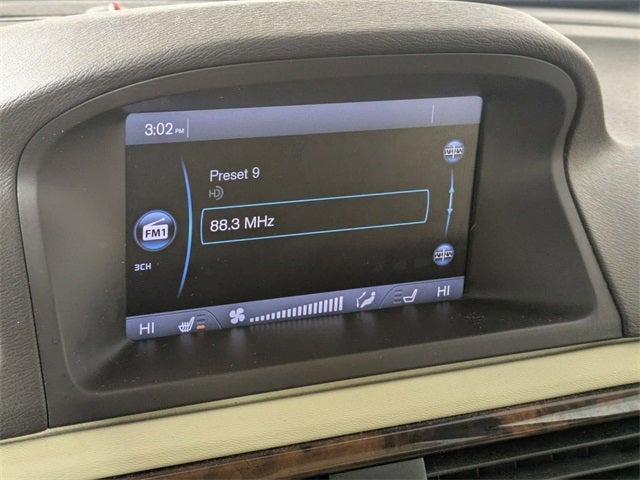 3:02 PM
Preset 9
HD
88.3 MHz
FM1
3CH
HI
HI